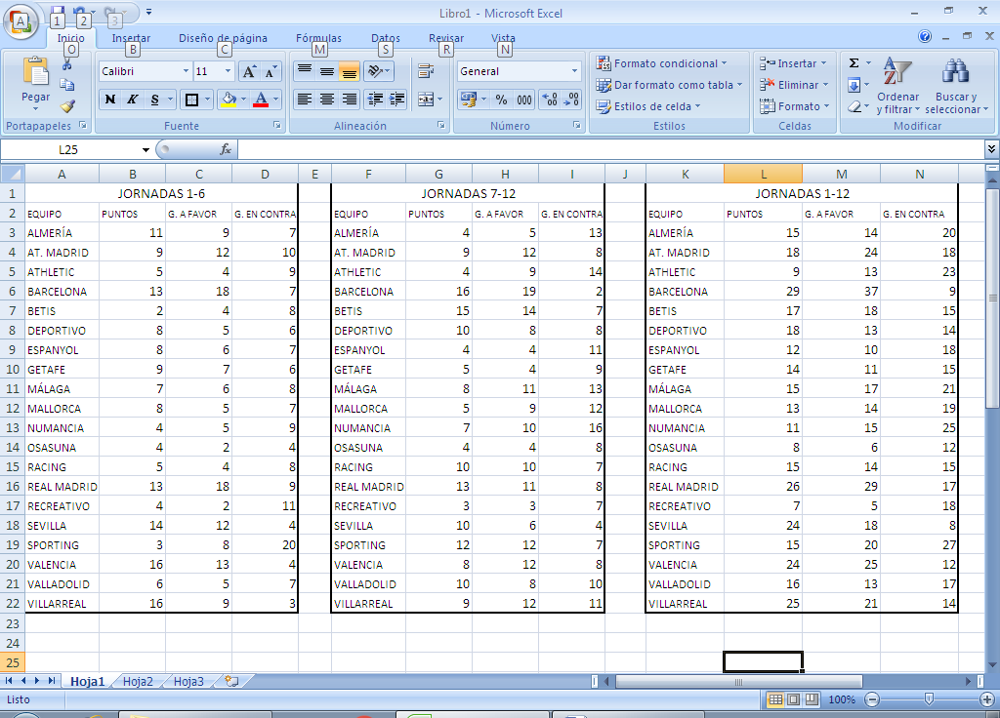 Libro1 - Microsoft Excel
A 1 2 3
Inicio Insertar Diseño de página Fórmulas Datos Revisar Vista
O B C M S R N
Pegar
Portapapeles
Calibri 11 A A
N K S A
Fuente
Alineación
General
% 000
Número
Formato condicional
Dar formato como tabla
Estilos de celda
Estilos
Insertar
Eliminar
Formato
Celdas
Σ
Ordenar y filtrar
Buscar y seleccionar
Modificar
L25 fx
A B C D E F G H I J K L M N
1 JORNADAS 1-6 JORNADAS 7-12 JORNADAS 1-12
2 EQUIPO PUNTOS G. A FAVOR G. EN CONTRA EQUIPO PUNTOS G. A FAVOR G. EN CONTRA EQUIPO PUNTOS G. A FAVOR G. EN CONTRA
3 ALMERÍA 11 9 7 ALMERÍA 4 5 13 ALMERÍA 15 14 20
4 AT. MADRID 9 12 10 AT. MADRID 9 12 8 AT. MADRID 18 24 18
5 ATHLETIC 5 4 9 ATHLETIC 4 9 14 ATHLETIC 9 13 23
6 BARCELONA 13 18 7 BARCELONA 16 19 2 BARCELONA 29 37 9
7 BETIS 2 4 8 BETIS 15 14 7 BETIS 17 18 15
8 DEPORTIVO 8 5 6 DEPORTIVO 10 8 8 DEPORTIVO 18 13 14
9 ESPANYOL 8 6 7 ESPANYOL 4 4 11 ESPANYOL 12 10 18
10 GETAFE 9 7 6 GETAFE 5 4 9 GETAFE 14 11 15
11 MÁLAGA 7 6 8 MÁLAGA 8 11 13 MÁLAGA 15 17 21
12 MALLORCA 8 5 7 MALLORCA 5 9 12 MALLORCA 13 14 19
13 NUMANCIA 4 5 9 NUMANCIA 7 10 16 NUMANCIA 11 15 25
14 OSASUNA 4 2 4 OSASUNA 4 4 8 OSASUNA 8 6 12
15 RACING 5 4 8 RACING 10 10 7 RACING 15 14 15
16 REAL MADRID 13 18 9 REAL MADRID 13 11 8 REAL MADRID 26 29 17
17 RECREATIVO 4 2 11 RECREATIVO 3 3 7 RECREATIVO 7 5 18
18 SEVILLA 14 12 4 SEVILLA 10 6 4 SEVILLA 24 18 8
19 SPORTING 3 8 20 SPORTING 12 12 7 SPORTING 15 20 27
20 VALENCIA 16 13 4 VALENCIA 8 12 8 VALENCIA 24 25 12
21 VALLADOLID 6 5 7 VALLADOLID 10 8 10 VALLADOLID 16 13 17
22 VILLARREAL 16 9 3 VILLARREAL 9 12 11 VILLARREAL 25 21 14
23
24
25
Hoja1 Hoja2 Hoja3
Listo 100%